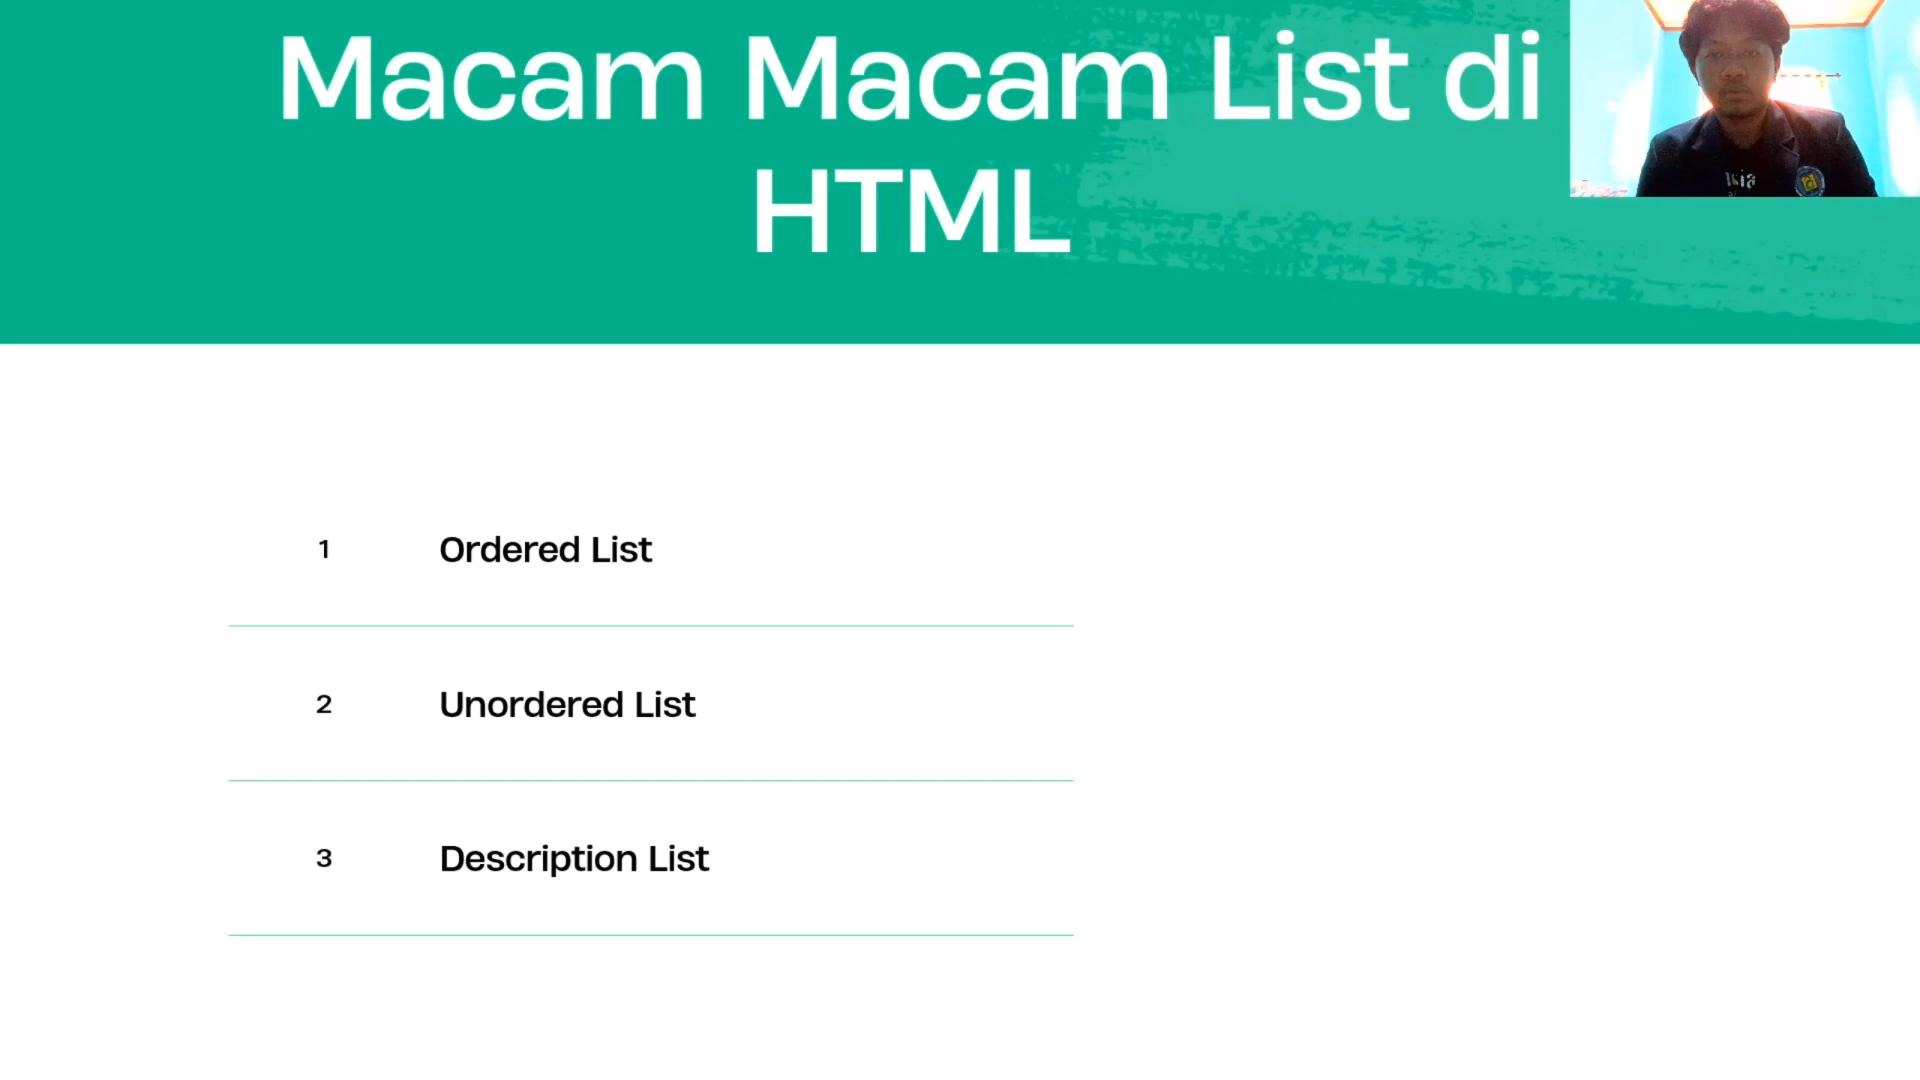 Macam Macam List di
HTML
1 Ordered List
2 Unordered List
3 Description List